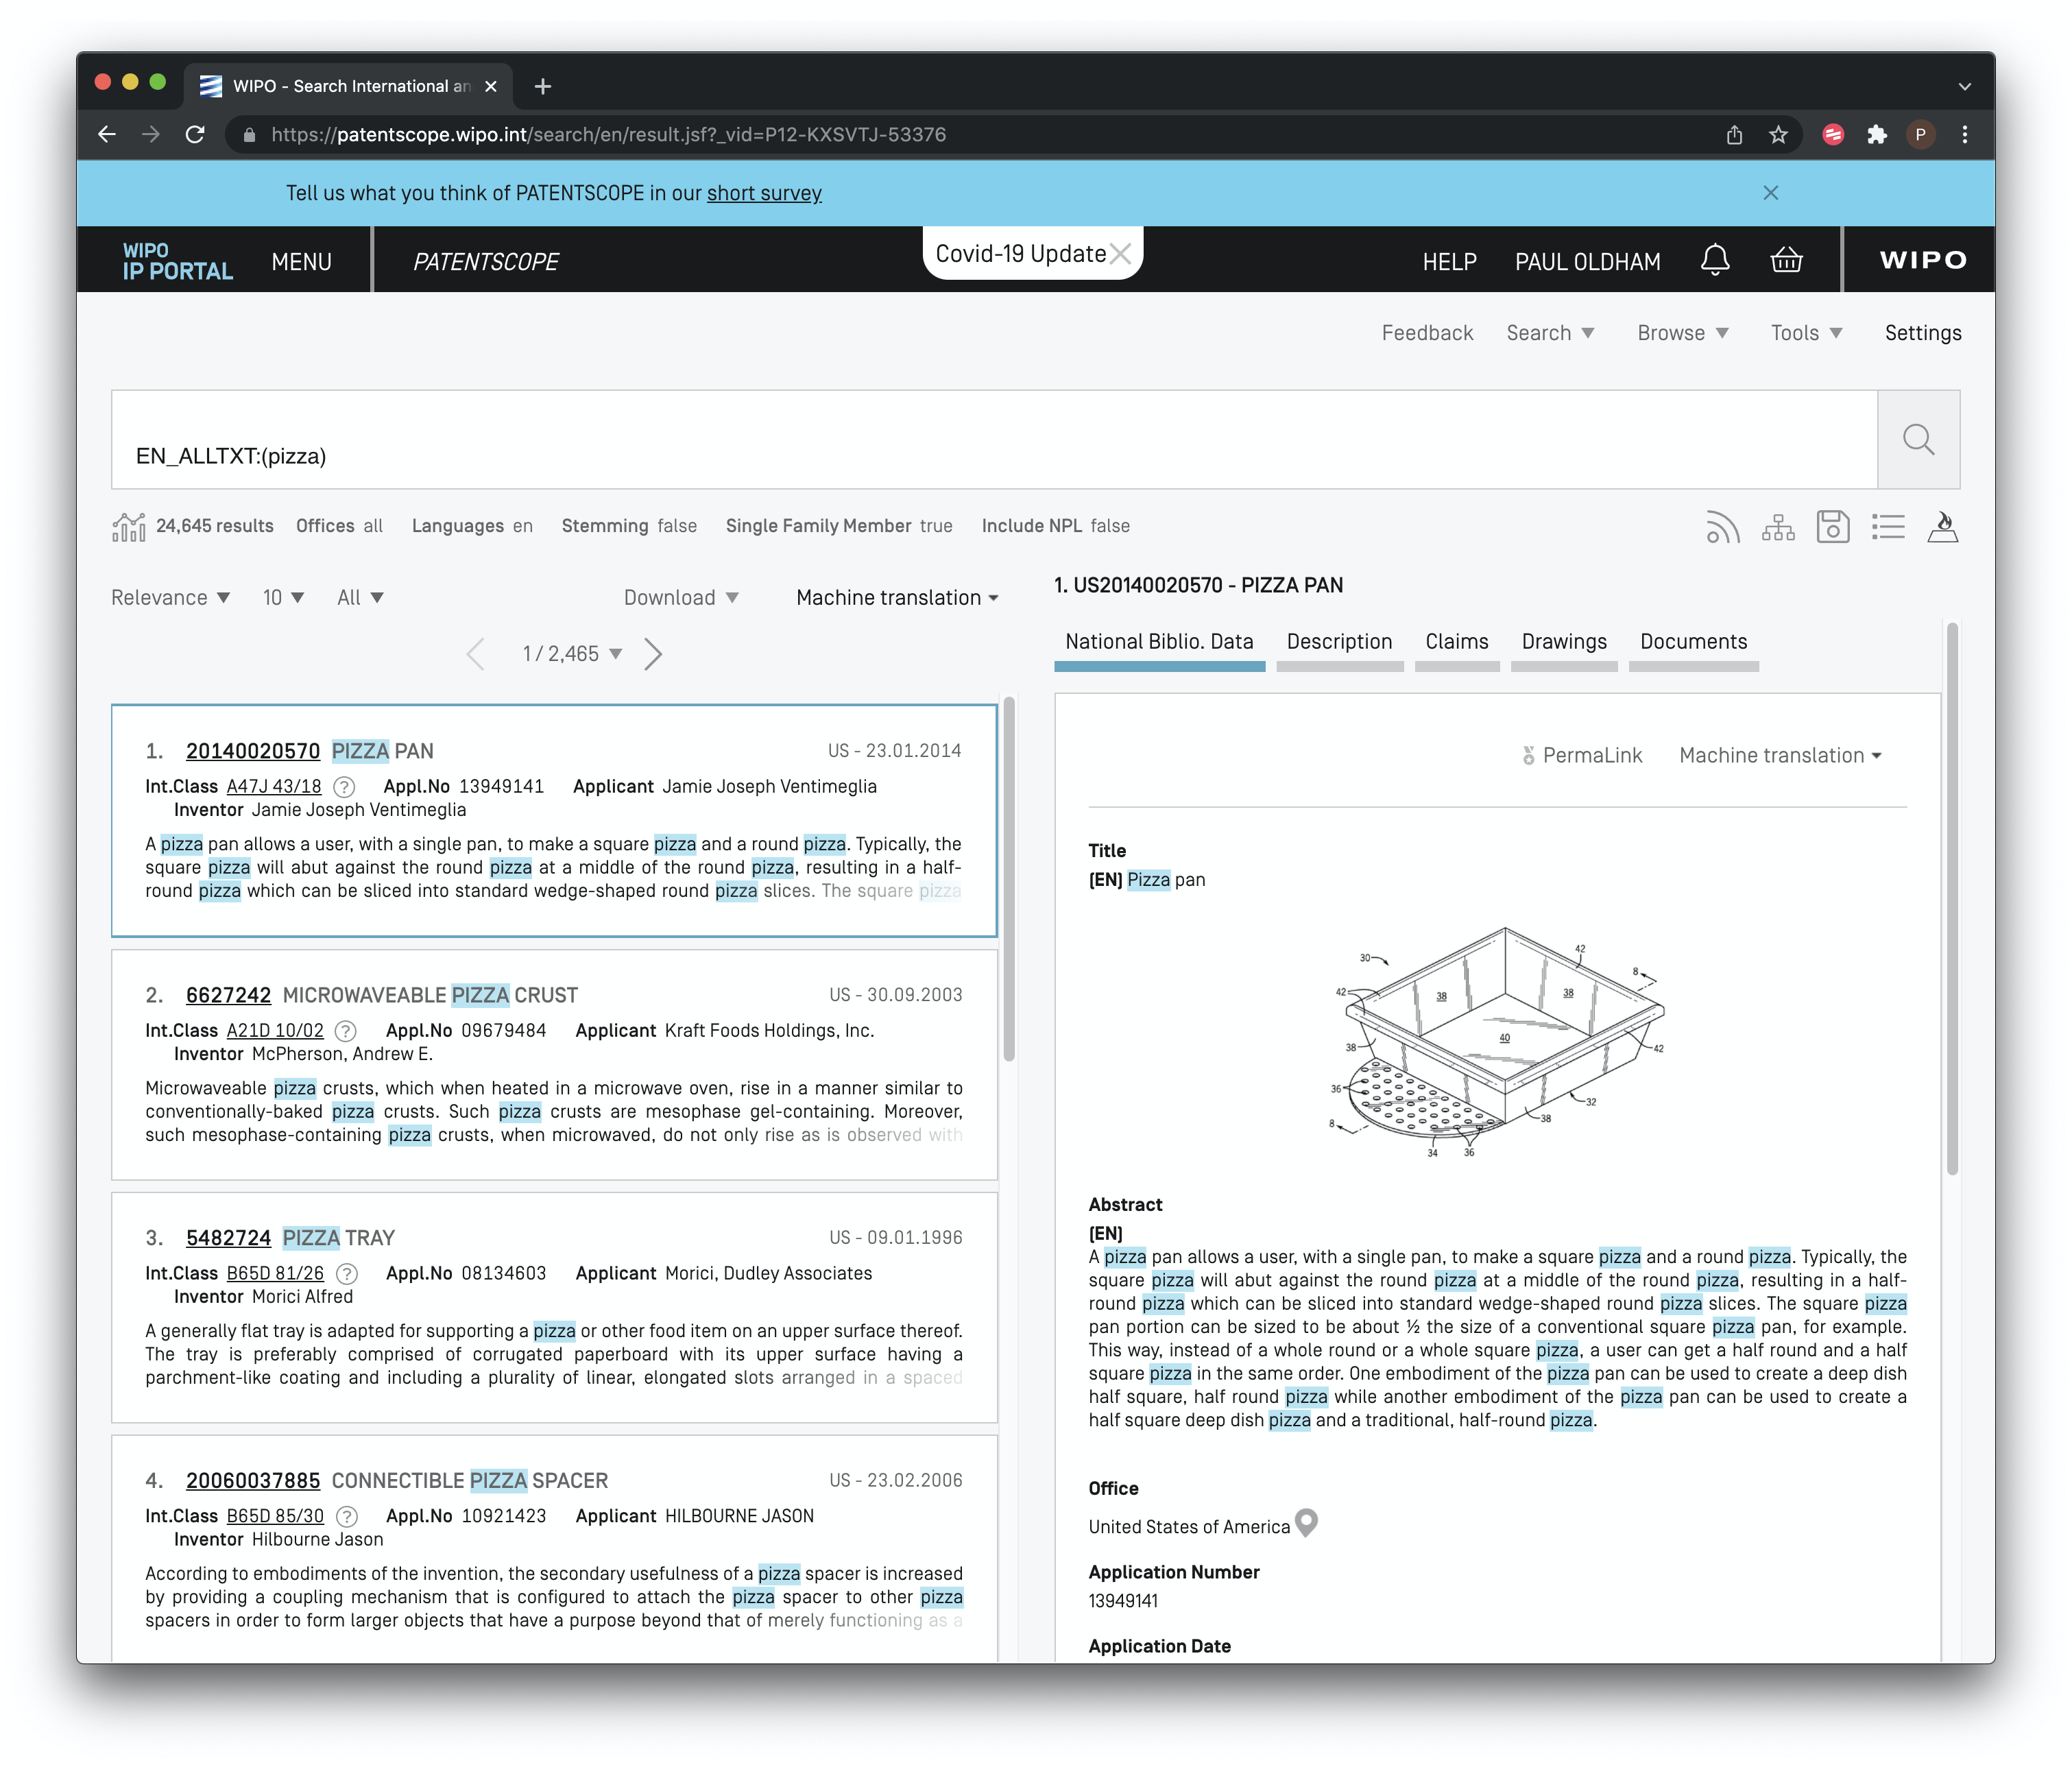 WIPO - Search International an
https://patentscope.wipo.int/search/en/result.jsf?_vid=P12-KXSVTJ-53376
P
Tell us what you think of PATENTSCOPE in our short survey
WIPO
IP PORTAL
MENU
PATENTSCOPE
Covid-19 Update
HELP
PAUL OLDHAM
WIPO
Feedback
Search
Browse
Tools
Settings
EN_ALLTXT:(pizza)
24,645 results Offices all Languages en Stemming false Single Family Member true Include NPL false
Relevance 10 All Download Machine translation
1 / 2,465
1. 20140020570 PIZZA PAN US - 23.01.2014
Int.Class A47J 43/18 ? Appl.No 13949141 Applicant Jamie Joseph Ventimeglia
Inventor Jamie Joseph Ventimeglia
A pizza pan allows a user, with a single pan, to make a square pizza and a round pizza. Typically, the
square pizza will abut against the round pizza at a middle of the round pizza, resulting in a half-
round pizza which can be sliced into standard wedge-shaped round pizza slices. The square pizza
2. 6627242 MICROWAVEABLE PIZZA CRUST US - 30.09.2003
Int.Class A21D 10/02 ? Appl.No 09679484 Applicant Kraft Foods Holdings, Inc.
Inventor McPherson, Andrew E.
Microwaveable pizza crusts, which when heated in a microwave oven, rise in a manner similar to
conventionally-baked pizza crusts. Such pizza crusts are mesophase gel-containing. Moreover,
such mesophase-containing pizza crusts, when microwaved, do not only rise as is observed with
3. 5482724 PIZZA TRAY US - 09.01.1996
Int.Class B65D 81/26 ? Appl.No 08134603 Applicant Morici, Dudley Associates
Inventor Morici Alfred
A generally flat tray is adapted for supporting a pizza or other food item on an upper surface thereof.
The tray is preferably comprised of corrugated paperboard with its upper surface having a
parchment-like coating and including a plurality of linear, elongated slots arranged in a spaced
4. 20060037885 CONNECTIBLE PIZZA SPACER US - 23.02.2006
Int.Class B65D 85/30 ? Appl.No 10921423 Applicant HILBOURNE JASON
Inventor Hilbourne Jason
According to embodiments of the invention, the secondary usefulness of a pizza spacer is increased
by providing a coupling mechanism that is configured to attach the pizza spacer to other pizza
spacers in order to form larger objects that have a purpose beyond that of merely functioning as a
1. US20140020570 - PIZZA PAN
National Biblio. Data Description Claims Drawings Documents
PermaLink Machine translation
Title
(EN) Pizza pan
30
42
8
42
38
38
40
38
42
36
32
38
8
34
36
Abstract
(EN)
A pizza pan allows a user, with a single pan, to make a square pizza and a round pizza. Typically, the
square pizza will abut against the round pizza at a middle of the round pizza, resulting in a half-
round pizza which can be sliced into standard wedge-shaped round pizza slices. The square pizza
pan portion can be sized to be about ½ the size of a conventional square pizza pan, for example.
This way, instead of a whole round or a whole square pizza, a user can get a half round and a half
square pizza in the same order. One embodiment of the pizza pan can be used to create a deep dish
half square, half round pizza while another embodiment of the pizza pan can be used to create a
half square deep dish pizza and a traditional, half-round pizza.
Office
United States of America
Application Number
13949141
Application Date